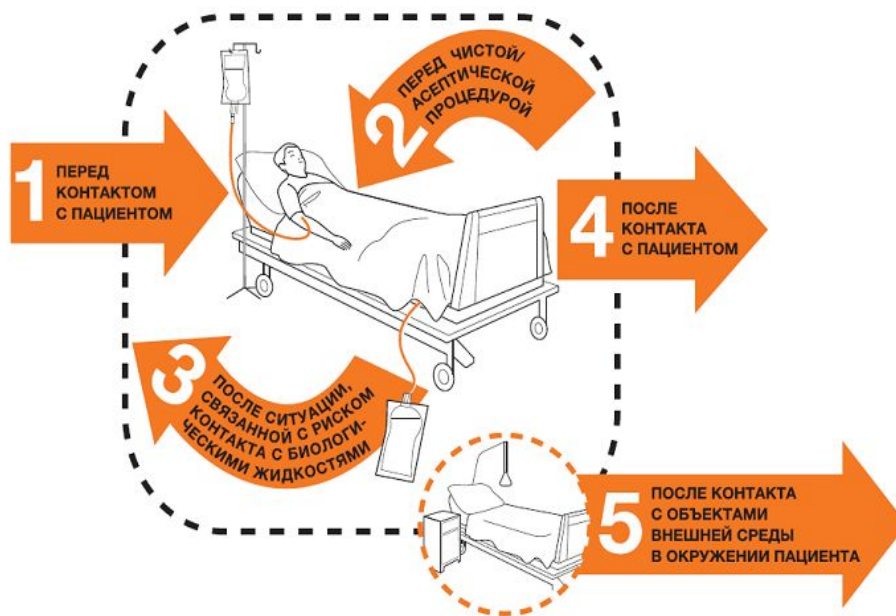 1
ПЕРЕД
КОНТАКТОМ
С ПАЦИЕНТОМ
2
ПЕРЕД ЧИСТОЙ/
АСЕПТИЧЕСКОЙ
ПРОЦЕДУРОЙ
3
ПОСЛЕ СИТУАЦИИ,
СВЯЗАННОЙ С РИСКОМ
КОНТАКТА С БИОЛОГИ-
ЧЕСКИМИ ЖИДКОСТЯМИ
4
ПОСЛЕ
КОНТАКТА
С ПАЦИЕНТОМ
5
ПОСЛЕ КОНТАКТА
С ОБЪЕКТАМИ
ВНЕШНЕЙ СРЕДЫ
В ОКРУЖЕНИИ ПАЦИЕНТА